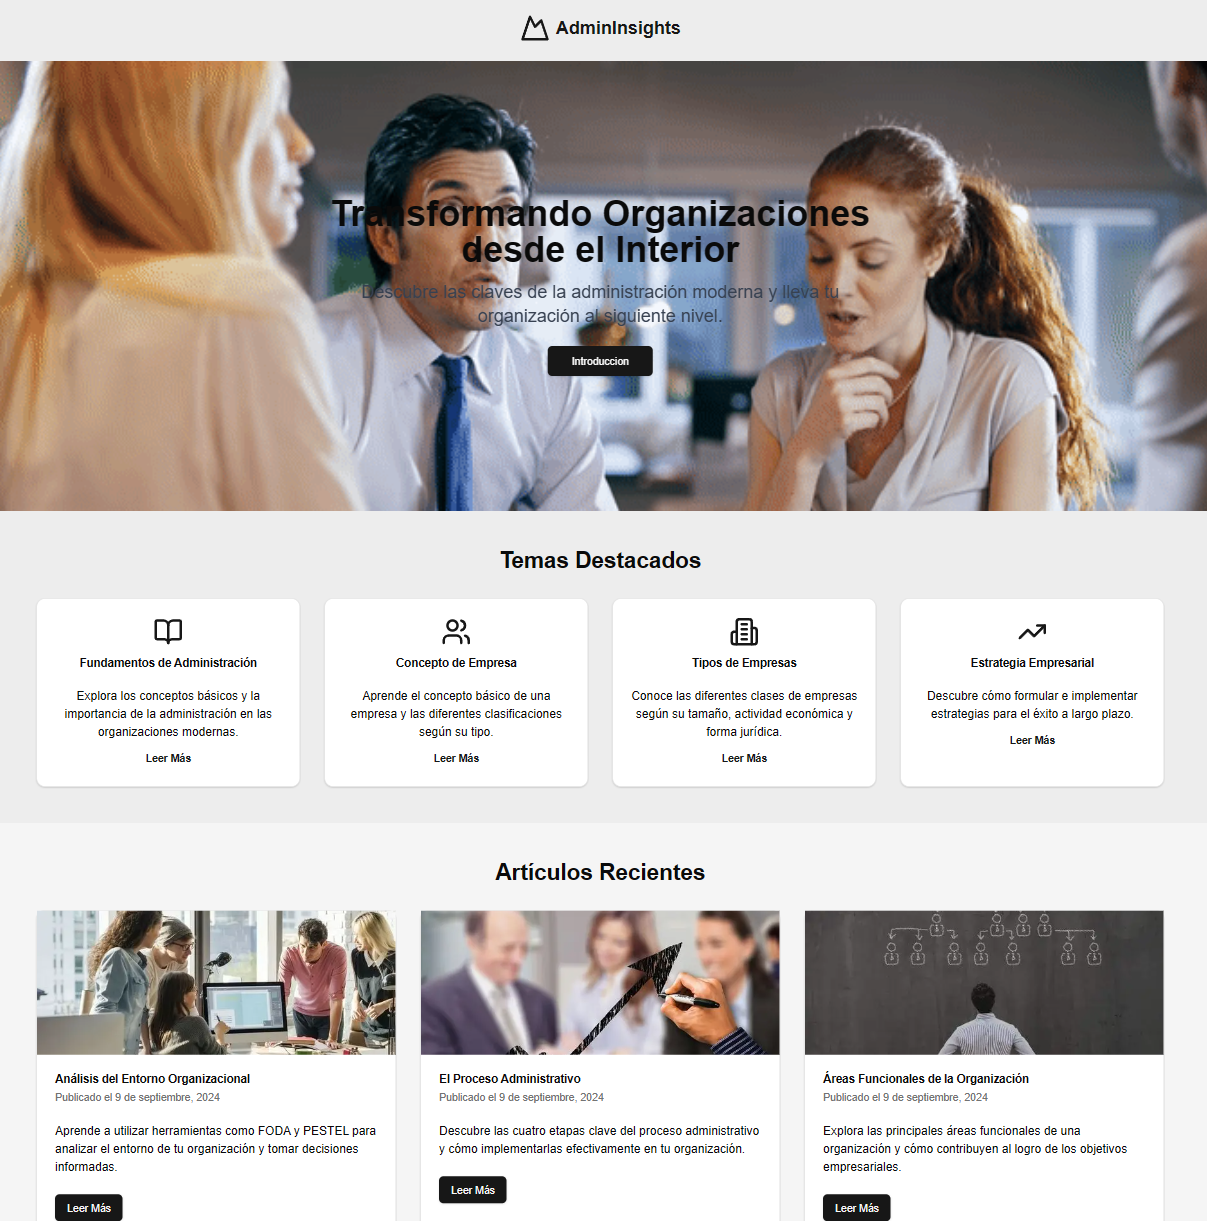 AdminInsights
Transformando Organizaciones
desde el Interior
Descubre las claves de la administración moderna y lleva tu
organización al siguiente nivel.
Introduccion
Temas Destacados
Fundamentos de Administración
Explora los conceptos básicos y la
importancia de la administración en las
organizaciones modernas.
Leer Más
Concepto de Empresa
Aprende el concepto básico de una
empresa y las diferentes clasificaciones
según su tipo.
Leer Más
Tipos de Empresas
Conoce las diferentes clases de empresas
según su tamaño, actividad económica y
forma jurídica.
Leer Más
Estrategia Empresarial
Descubre cómo formular e implementar
estrategias para el éxito a largo plazo.
Leer Más
Artículos Recientes
Análisis del Entorno Organizacional
Publicado el 9 de septiembre, 2024
Aprende a utilizar herramientas como FODA y PESTEL para
analizar el entorno de tu organización y tomar decisiones
informadas.
Leer Más
El Proceso Administrativo
Publicado el 9 de septiembre, 2024
Descubre las cuatro etapas clave del proceso administrativo
y cómo implementarlas efectivamente en tu organización.
Leer Más
Áreas Funcionales de la Organización
Publicado el 9 de septiembre, 2024
Explora las principales áreas funcionales de una
organización y cómo contribuyen al logro de los objetivos
empresariales.
Leer Más